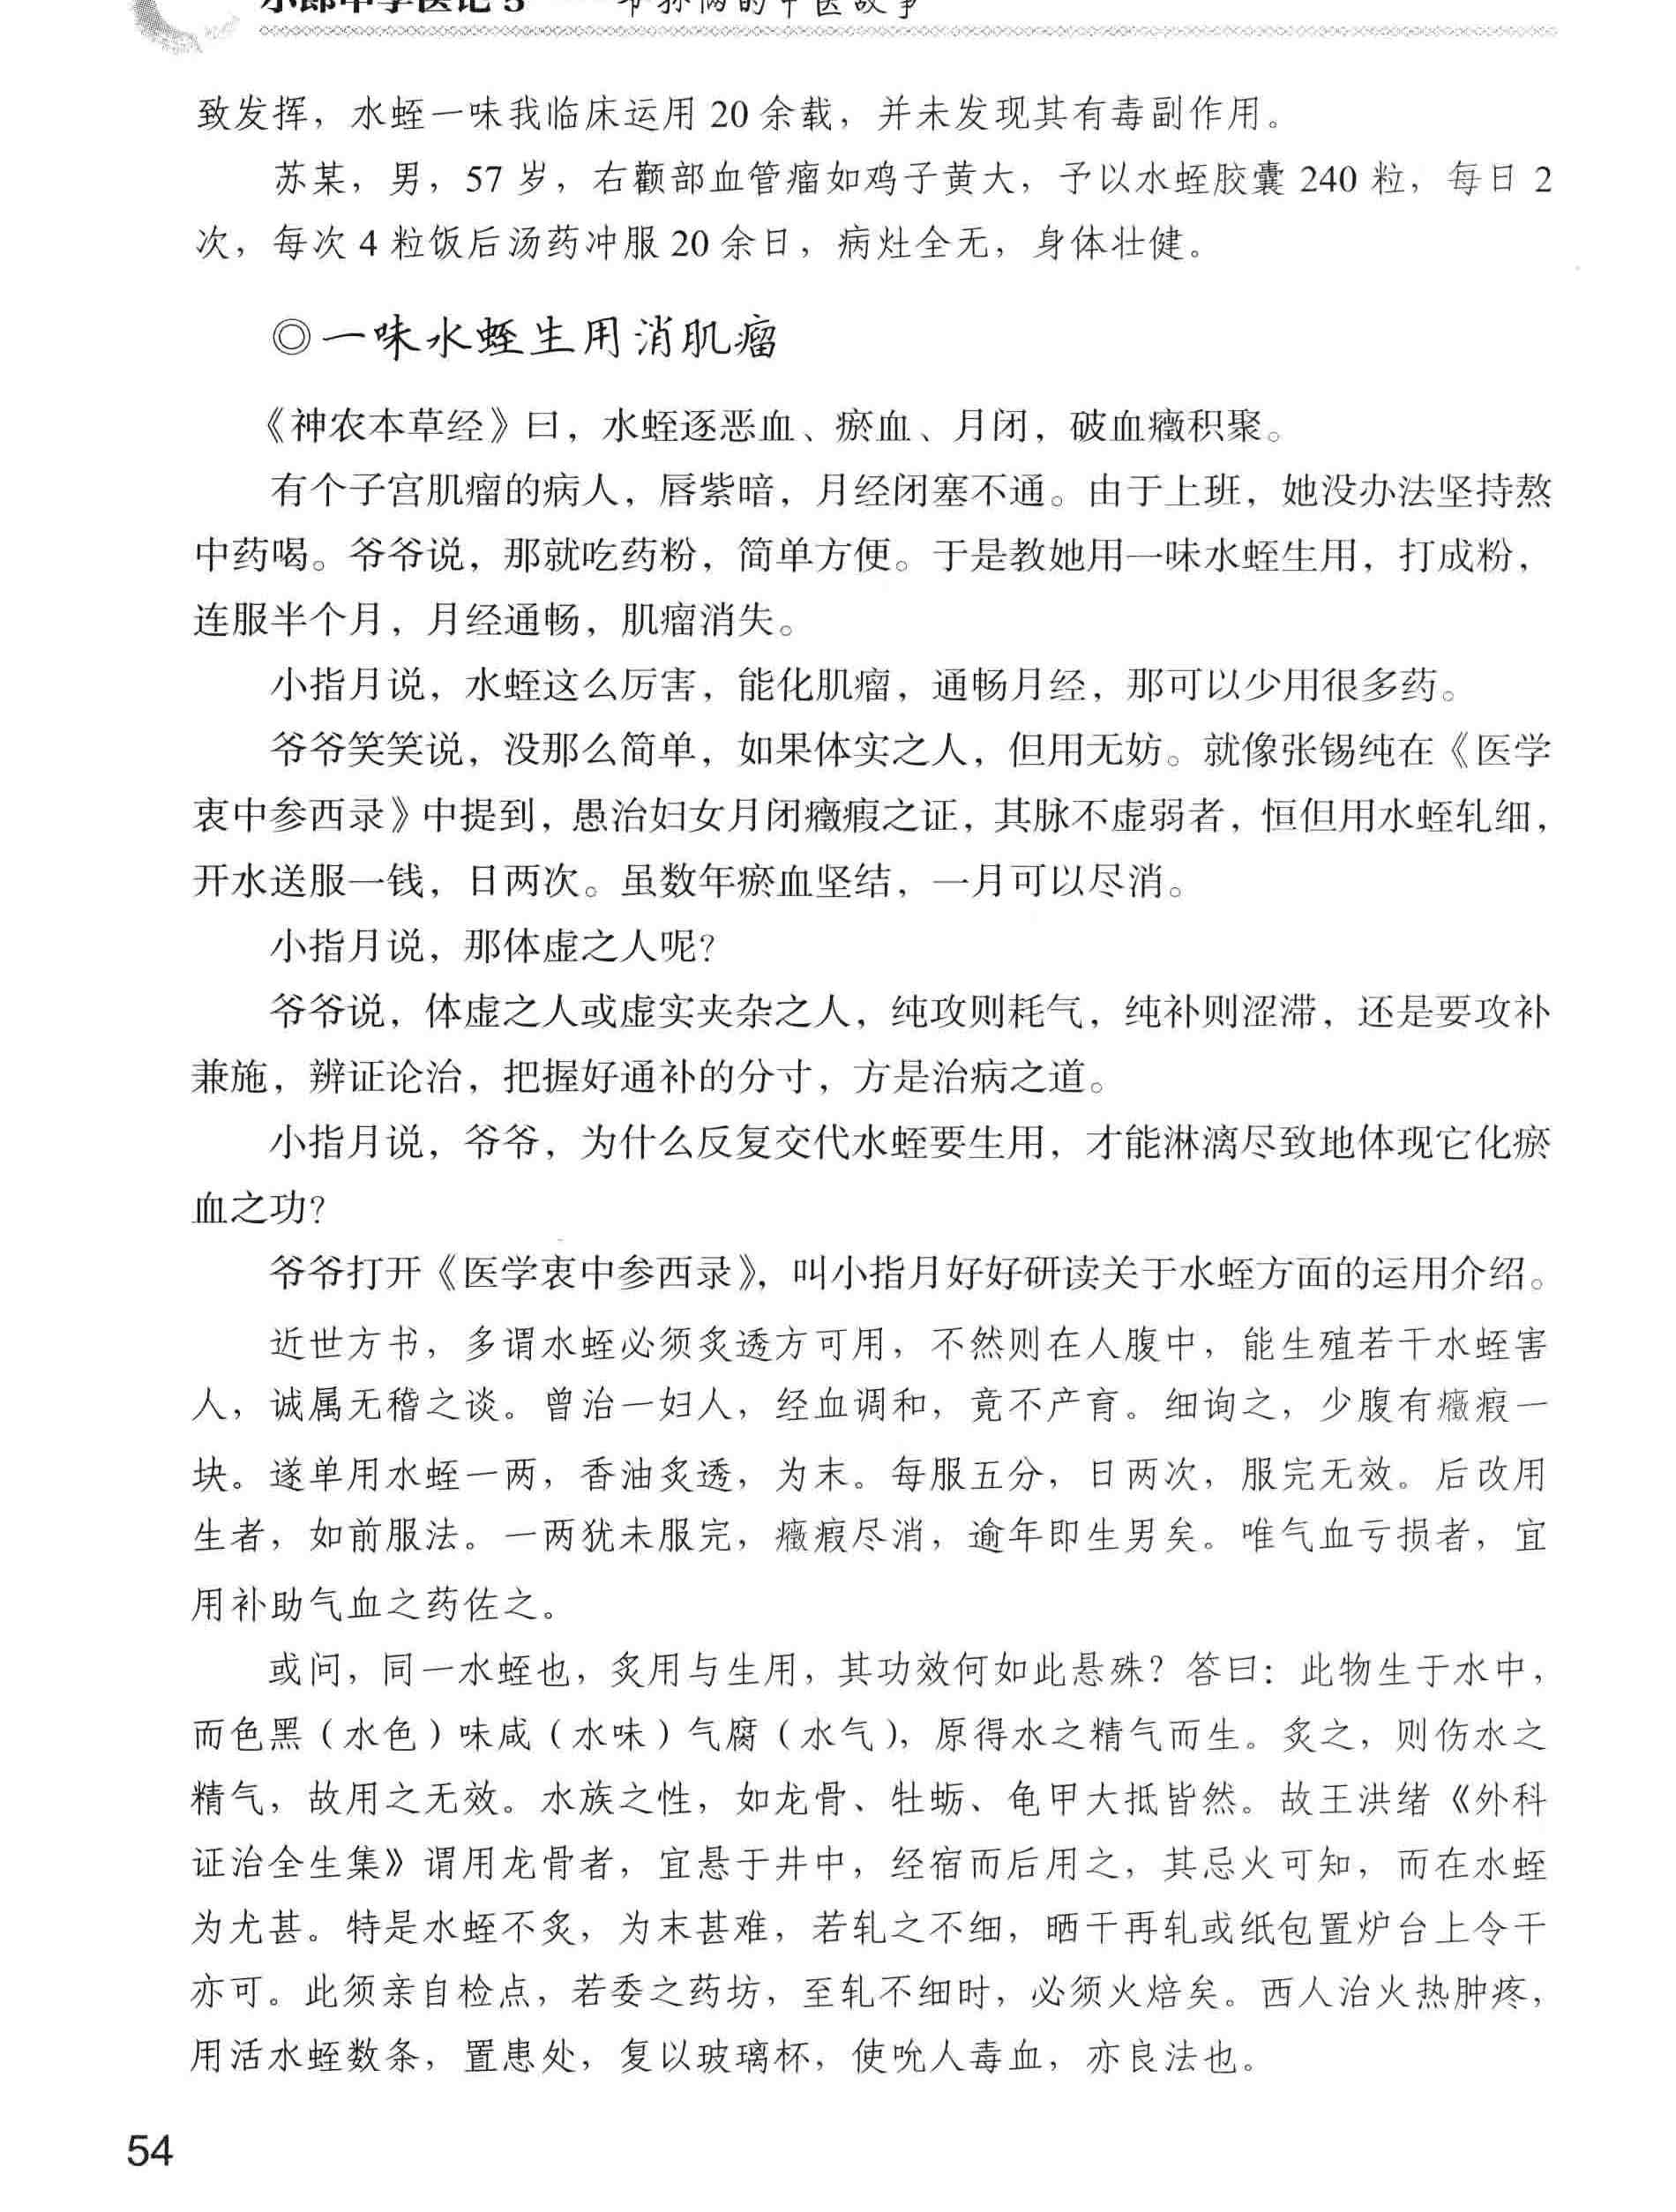 小郎中学医记5——爷孙俩的中医故事
致发挥，水蛭一味我临床运用 20 余载，并未发现其有毒副作用。
苏某，男，57 岁，右颧部血管瘤如鸡子黄大，予以水蛭胶囊 240 粒，每日 2
次，每次 4 粒饭后汤药冲服 20 余日，病灶全无，身体壮健。
◎一味水蛭生用消肌瘤
《神农本草经》曰，水蛭逐恶血、瘀血、月闭，破血癥积聚。
有个子宫肌瘤的病人，唇紫暗，月经闭塞不通。由于上班，她没办法坚持熬
中药喝。爷爷说，那就吃药粉，简单方便。于是教她用一味水蛭生用，打成粉，
连服半个月，月经通畅，肌瘤消失。
小指月说，水蛭这么厉害，能化肌瘤，通畅月经，那可以少用很多药。
爷爷笑笑说，没那么简单，如果体实之人，但用无妨。就像张锡纯在《医学
衷中参西录》中提到，愚治妇女月闭癥瘕之证，其脉不虚弱者，恒但用水蛭轧细，
开水送服一钱，日两次。虽数年瘀血坚结，一月可以尽消。
小指月说，那体虚之人呢？
爷爷说，体虚之人或虚实夹杂之人，纯攻则耗气，纯补则涩滞，还是要攻补
兼施，辨证论治，把握好通补的分寸，方是治病之道。
小指月说，爷爷，为什么反复交代水蛭要生用，才能淋漓尽致地体现它化瘀
血之功？
爷爷打开《医学衷中参西录》，叫小指月好好研读关于水蛭方面的运用介绍。
近世方书，多谓水蛭必须炙透方可用，不然则在人腹中，能生殖若干水蛭害
人，诚属无稽之谈。曾治一妇人，经血调和，竟不产育。细询之，少腹有癥瘕一
块。遂单用水蛭一两，香油炙透，为末。每服五分，日两次，服完无效。后改用
生者，如前服法。一两犹未服完，癥瘕尽消，逾年即生男矣。唯气血亏损者，宜
用补助气血之药佐之。
或问，同一水蛭也，炙用与生用，其功效何如此悬殊？答曰：此物生于水中，
而色黑（水色）味咸（水味）气腐（水气），原得水之精气而生。炙之，则伤水之
精气，故用之无效。水族之性，如龙骨、牡蛎、龟甲大抵皆然。故王洪绪《外科
证治全生集》谓用龙骨者，宜悬于井中，经宿而后用之，其忌火可知，而在水蛭
为尤甚。特是水蛭不炙，为末甚难，若轧之不细，晒干再轧或纸包置炉台上令干
亦可。此须亲自检点，若委之药坊，至轧不细时，必须火焙矣。西人治火热肿疼，
用活水蛭数条，置患处，复以玻璃杯，使吮人毒血，亦良法也。
54